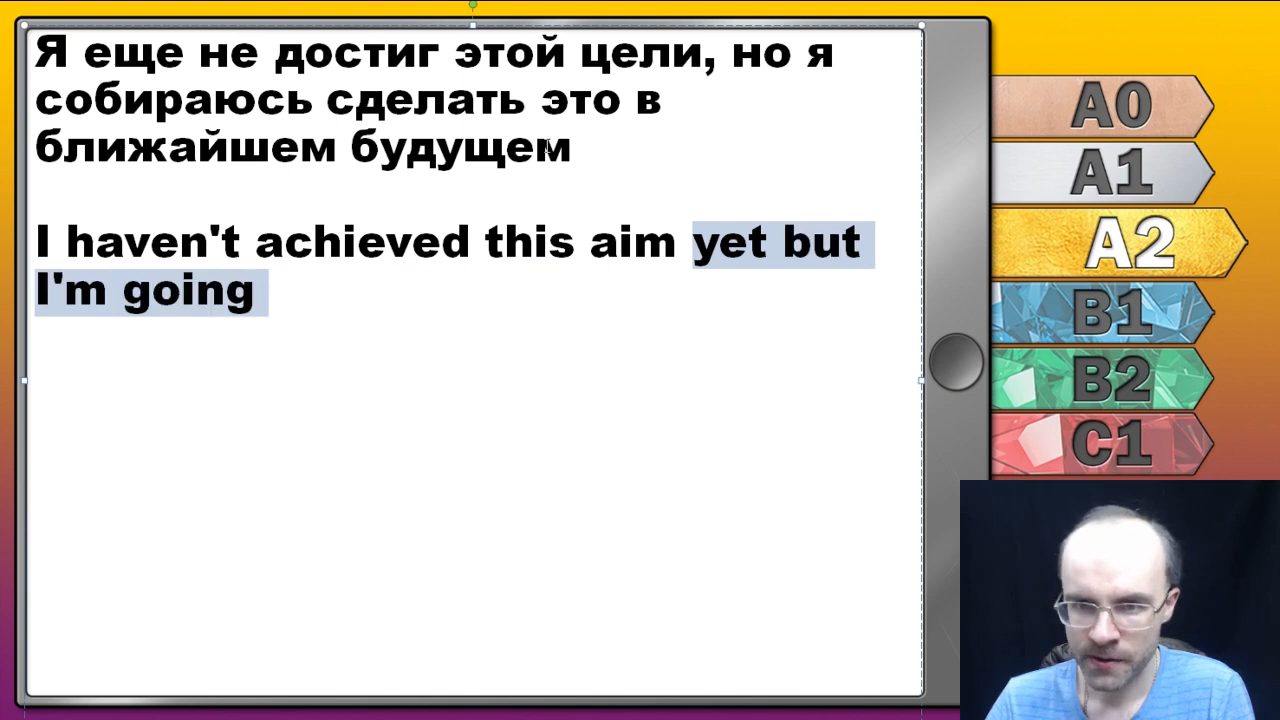 Я еще не достиг этой цели, но я
собираюсь сделать это в
ближайшем будущем
I haven't achieved this aim yet but
I'm going
A0
A1
A2
B1
B2
C1